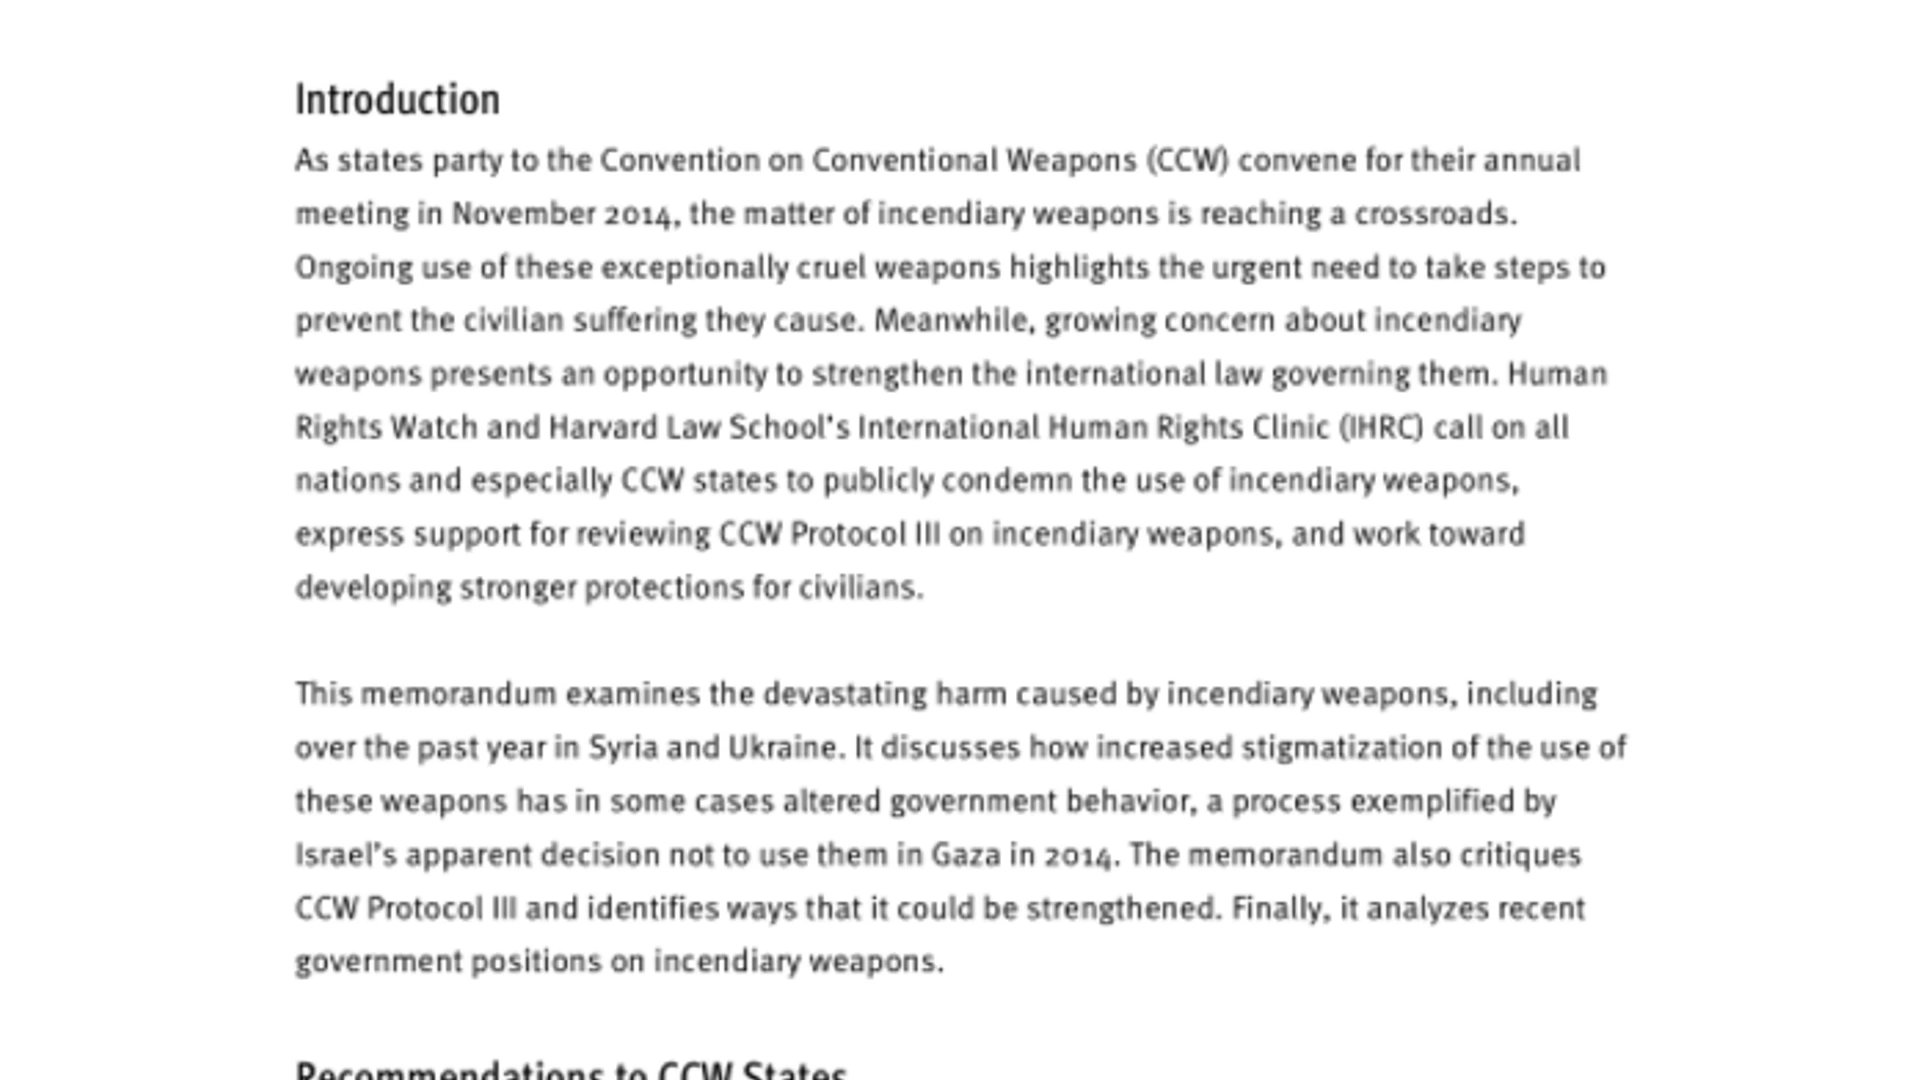 Introduction
As states party to the Convention on Conventional Weapons (CCW) convene for their annual
meeting in November 2014, the matter of incendiary weapons is reaching a crossroads.
Ongoing use of these exceptionally cruel weapons highlights the urgent need to take steps to
prevent the civilian suffering they cause. Meanwhile, growing concern about incendiary
weapons presents an opportunity to strengthen the international law governing them. Human
Rights Watch and Harvard Law School's International Human Rights Clinic (IHRC) call on all
nations and especially CCW states to publicly condemn the use of incendiary weapons,
express support for reviewing CCW Protocol III on incendiary weapons, and work toward
developing stronger protections for civilians.
This memorandum examines the devastating harm caused by incendiary weapons, including
over the past year in Syria and Ukraine. It discusses how increased stigmatization of the use of
these weapons has in some cases altered government behavior, a process exemplified by
Israel's apparent decision not to use them in Gaza in 2014. The memorandum also critiques
CCW Protocol III and identifies ways that it could be strengthened. Finally, it analyzes recent
government positions on incendiary weapons.
Recommendations to CCW States